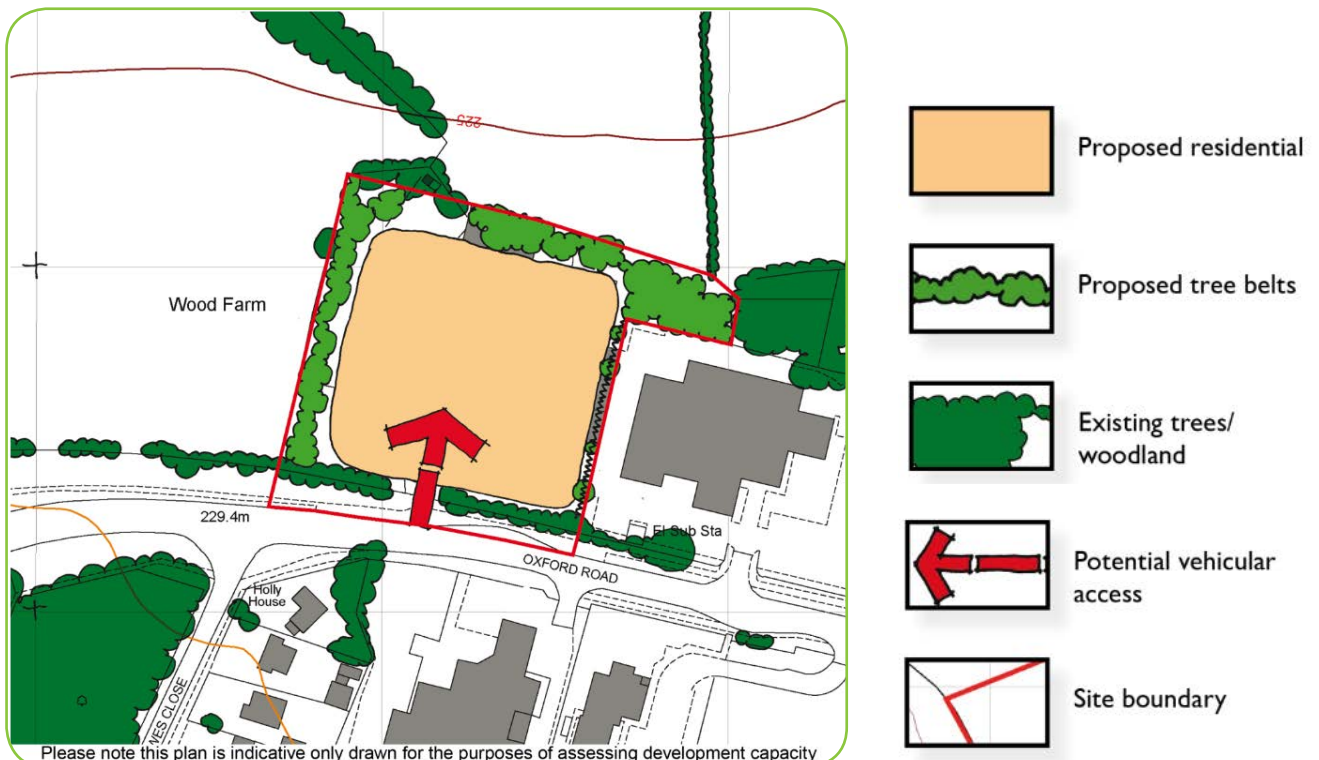 225
Wood Farm
229.4m
El Sub Sta
OXFORD ROAD
Holly
House
WES CLOSE
Please note this plan is indicative only drawn for the purposes of assessing development capacity
Proposed residential
Proposed tree belts
Existing trees/
woodland
Potential vehicular
access
Site boundary